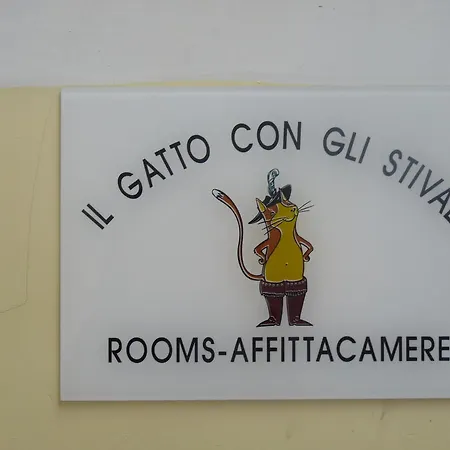 IL GATTO CON GLI STIVAL
ROOMS-AFFITTACAMERE